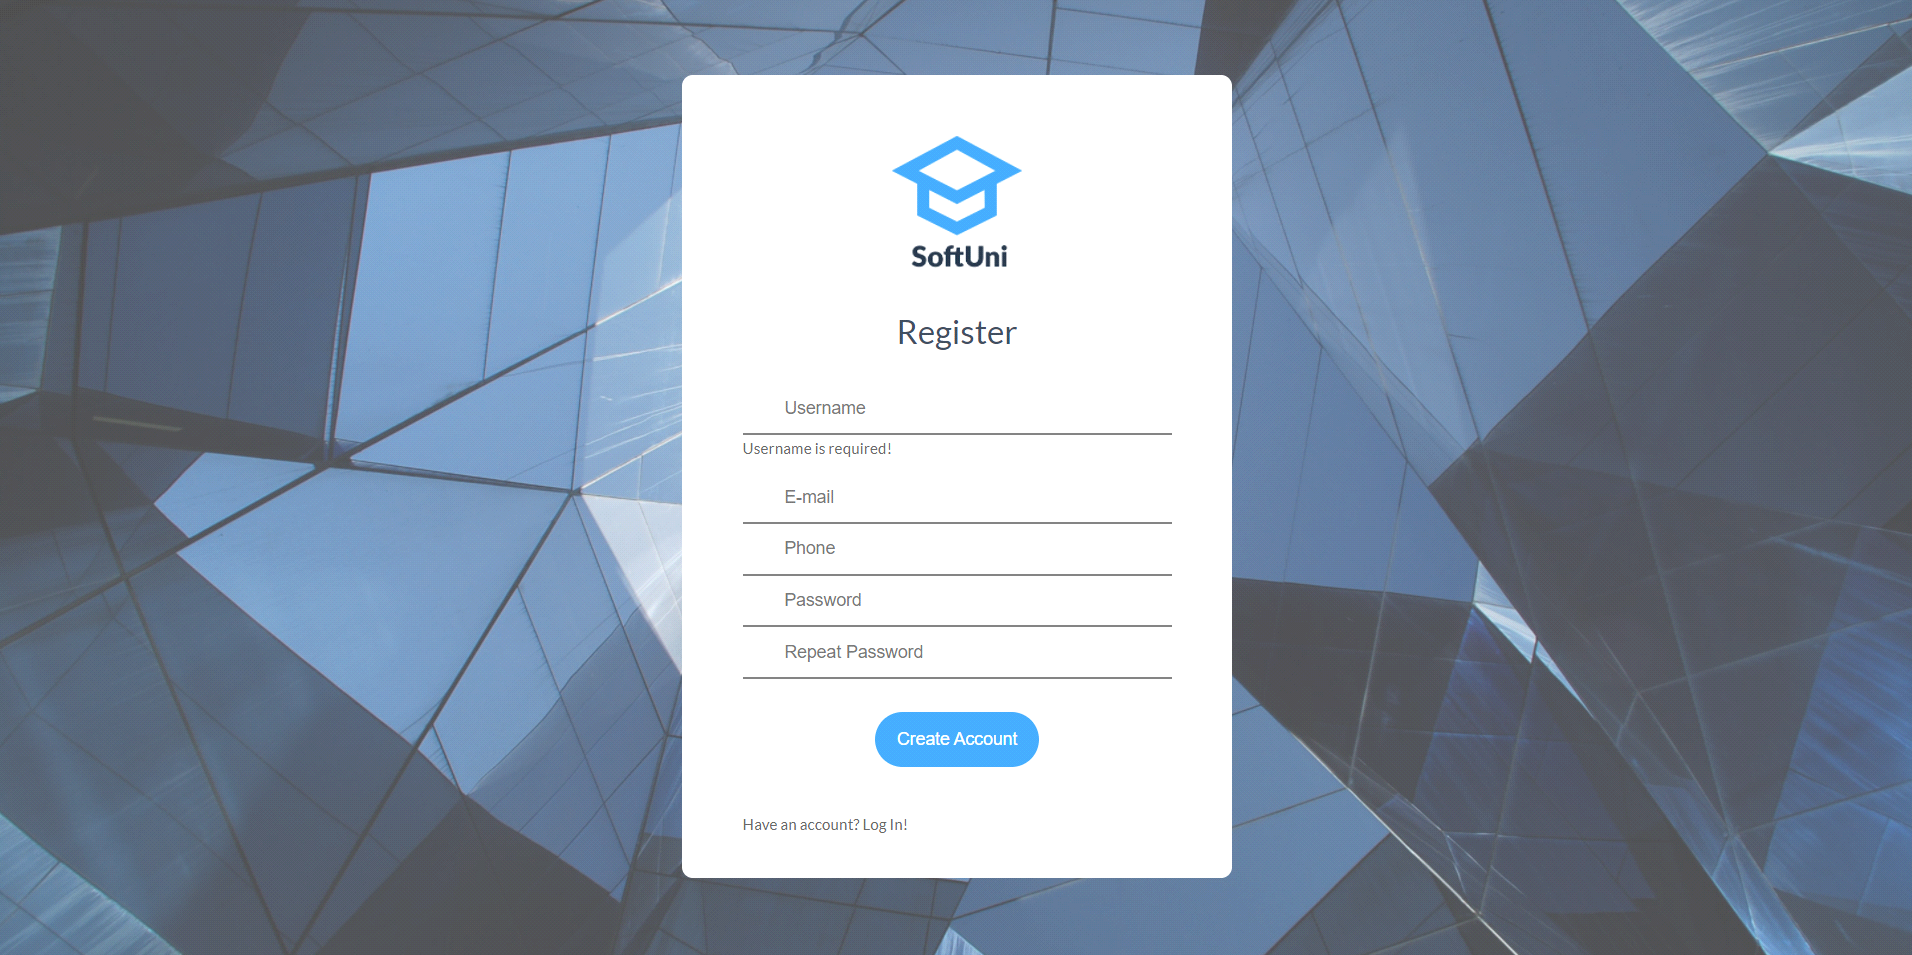 SoftUni
Register
Username
Username is required!
E-mail
Phone
Password
Repeat Password
Create Account
Have an account? Log In!